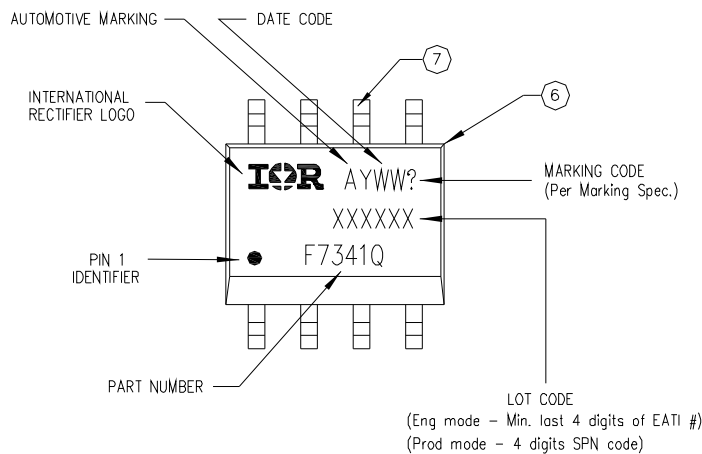 AUTOMOTIVE MARKING
DATE CODE
7
INTERNATIONAL
RECTIFIER LOGO
6
IOR
AYWW?
MARKING CODE
(Per Marking Spec.)
XXXXXX
PIN 1
IDENTIFIER
F7341Q
PART NUMBER
LOT CODE
(Eng mode – Min. last 4 digits of EATI #)
(Prod mode – 4 digits SPN code)